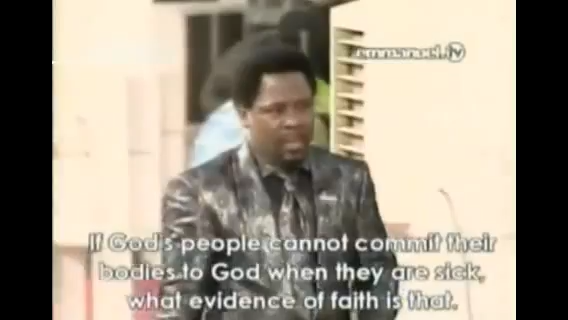 emmanuel.tv
If God's people cannot commit their
bodies to God when they are sick,
what evidence of faith is that.